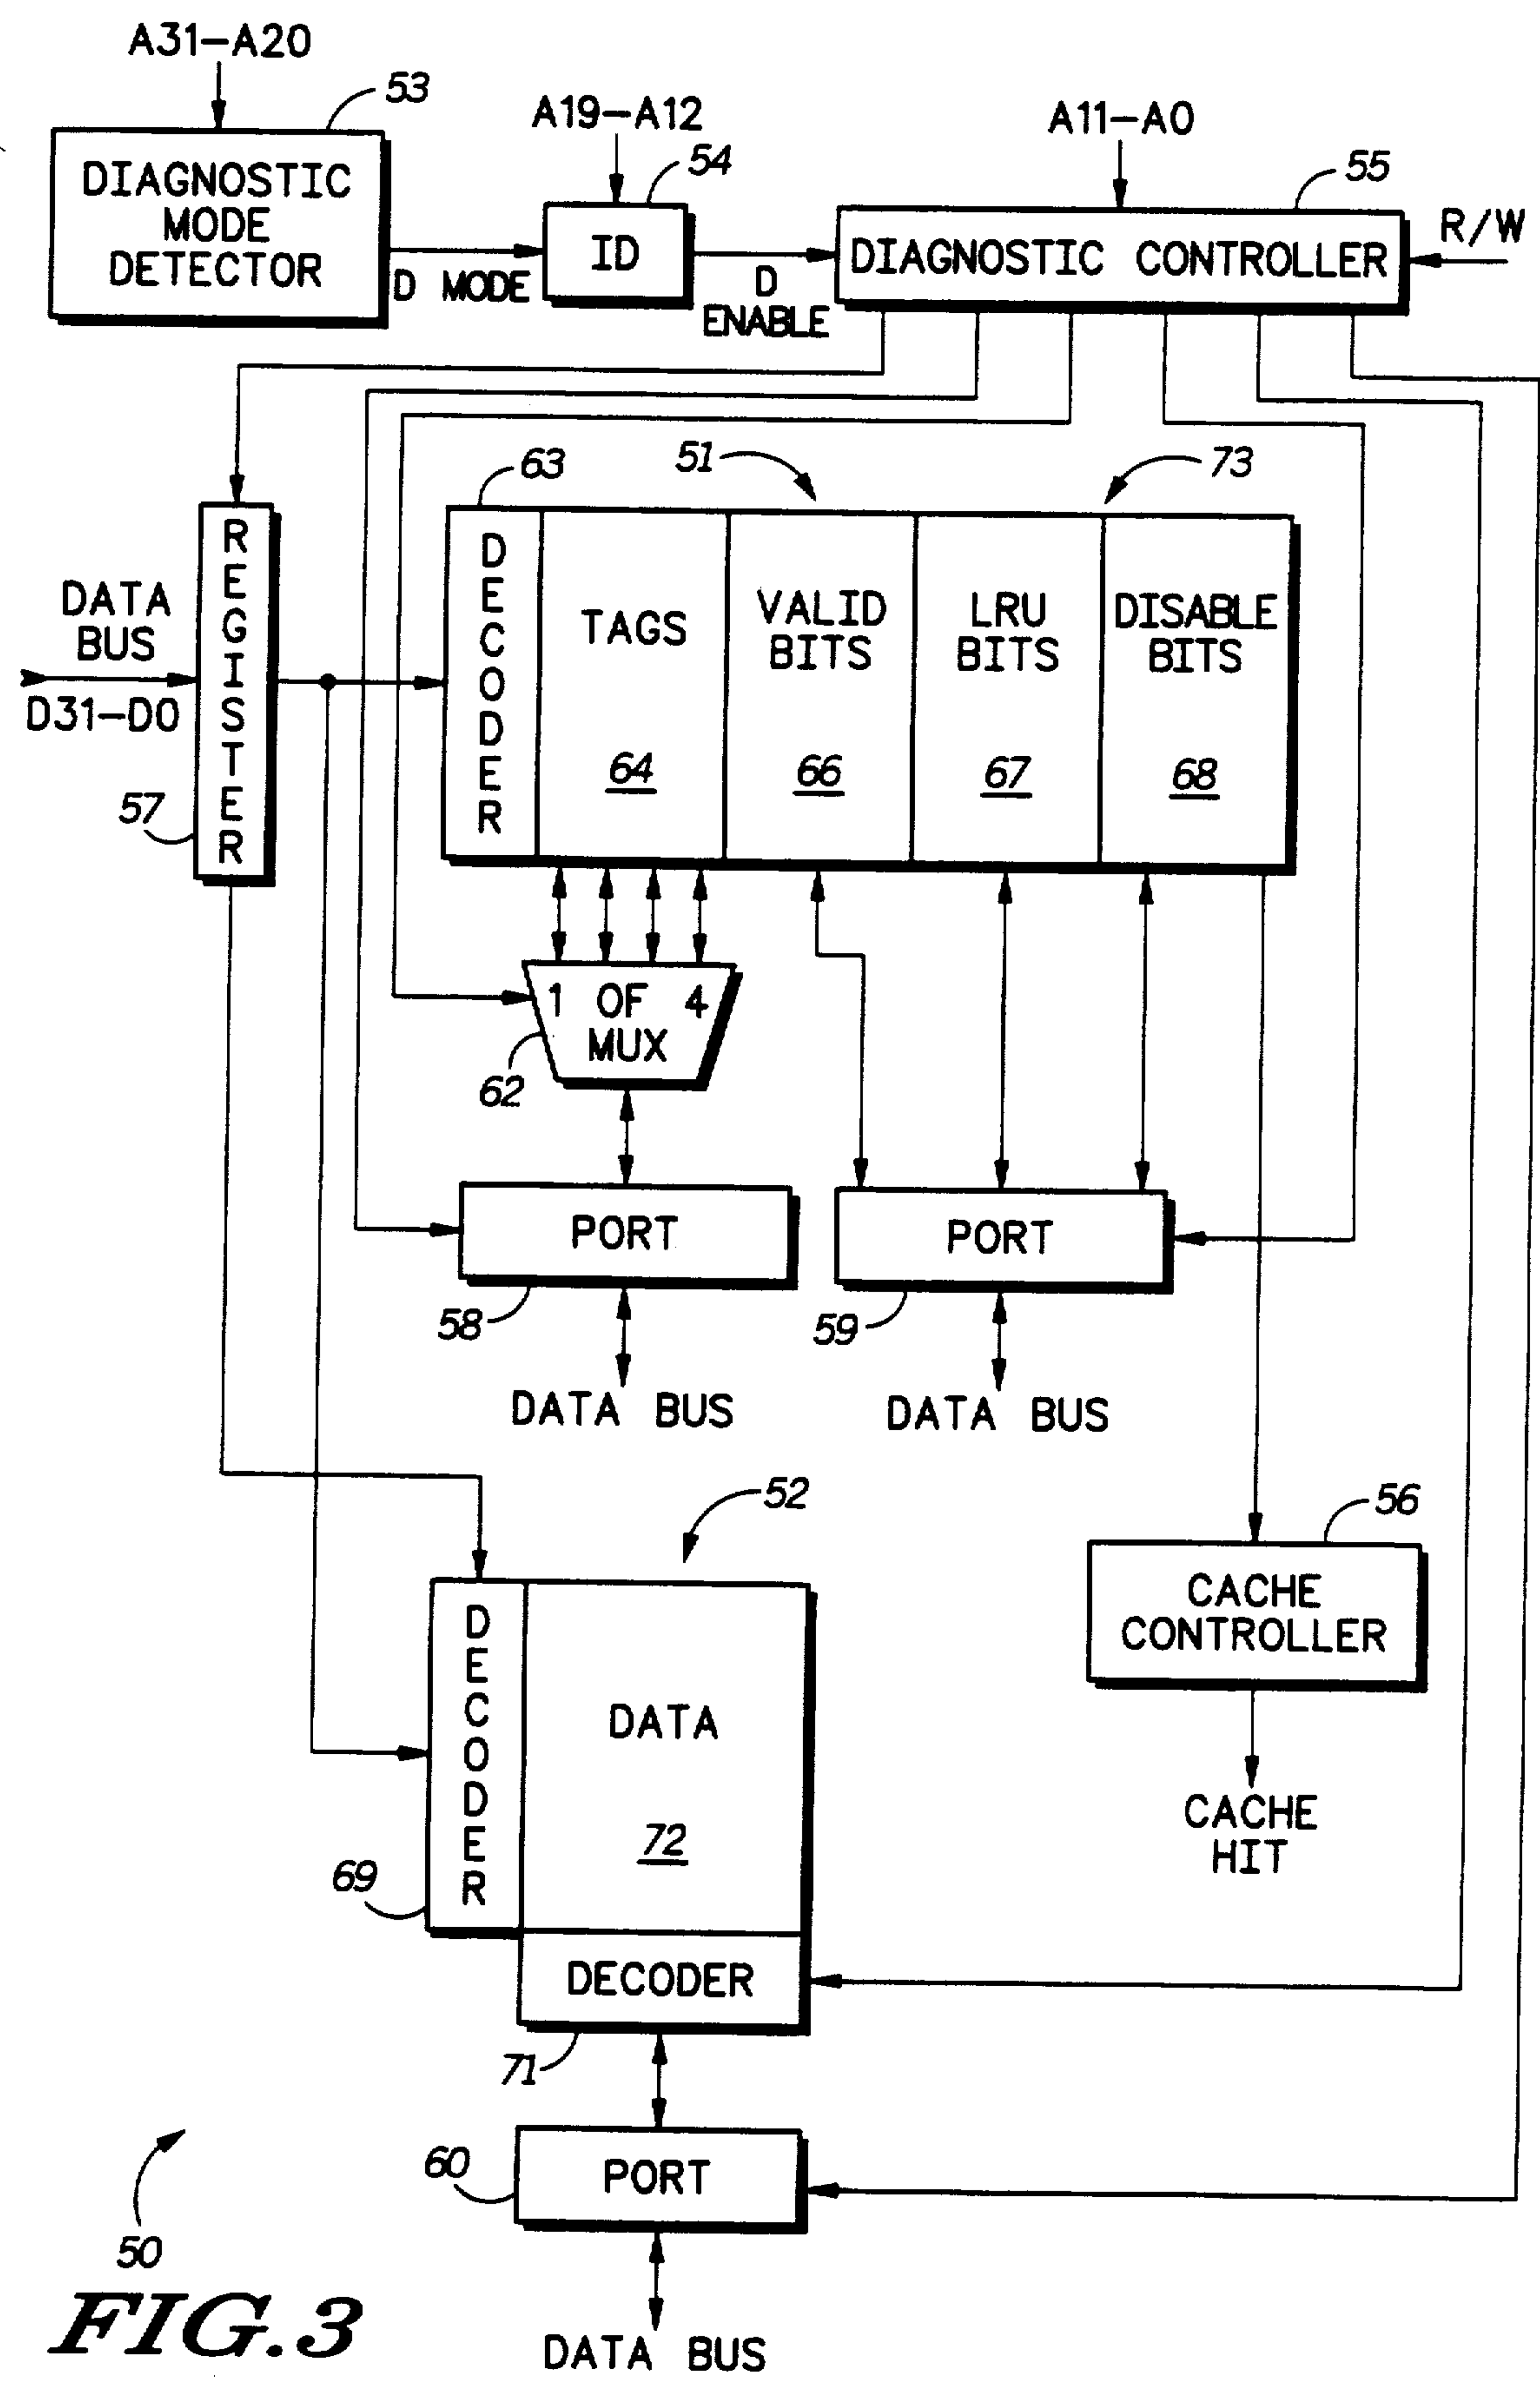 A31-A20
53
A19-A12
54
A11-A0
55
DIAGNOSTIC
MODE
DETECTOR
D MODE
ID
D
ENABLE
DIAGNOSTIC CONTROLLER
R/W
63
51
73
DATA
BUS
D31-D0
REGISTER
57
DECODER
TAGS
64
VALID
BITS
66
LRU
BITS
67
DISABLE
BITS
68
1 OF 4
MUX
62
PORT
58
DATA BUS
PORT
59
DATA BUS
52
56
DECODER
69
DATA
72
CACHE
CONTROLLER
CACHE
HIT
DECODER
71
60
PORT
DATA BUS
50
FIG.3